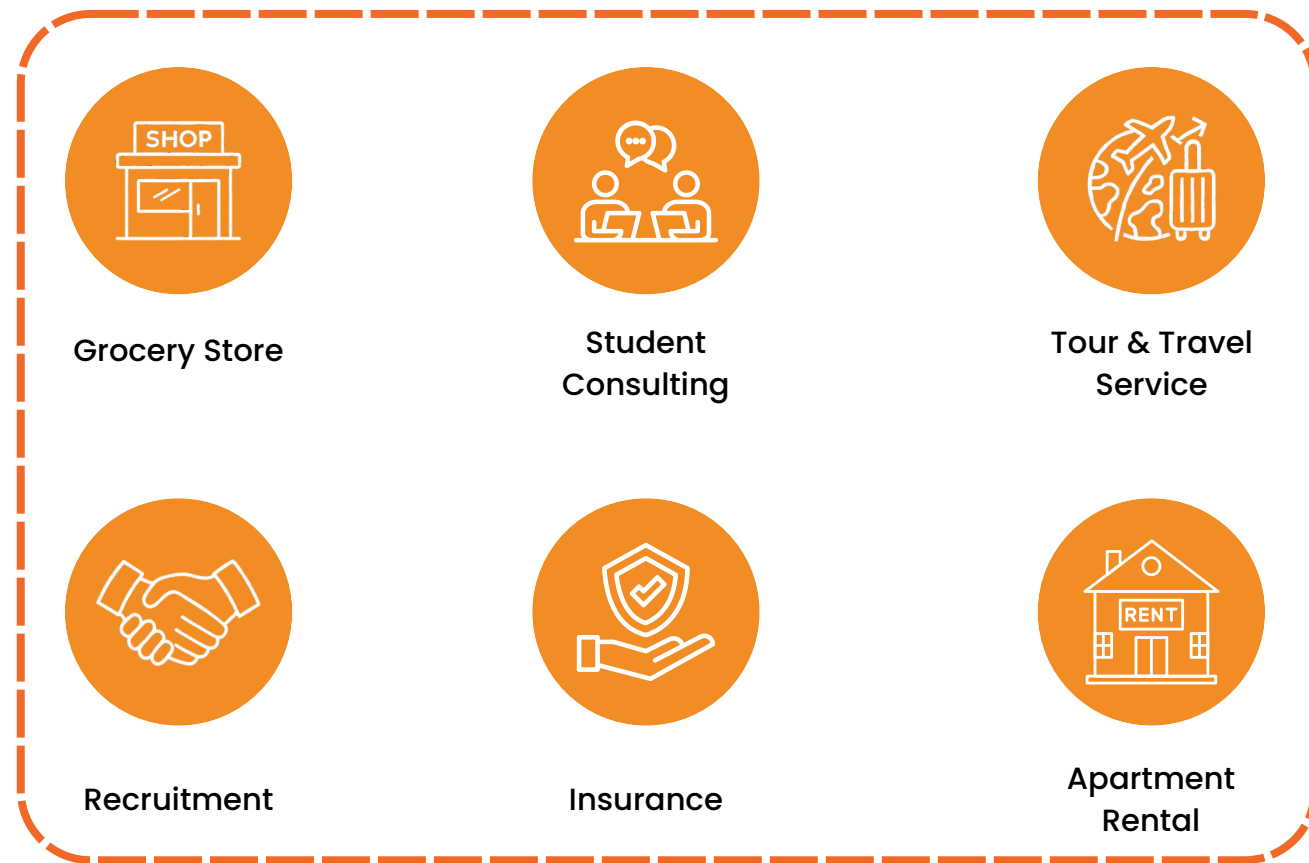 SHOP
Grocery Store
Student
Consulting
Tour & Travel
Service
Recruitment
Insurance
RENT
Apartment
Rental